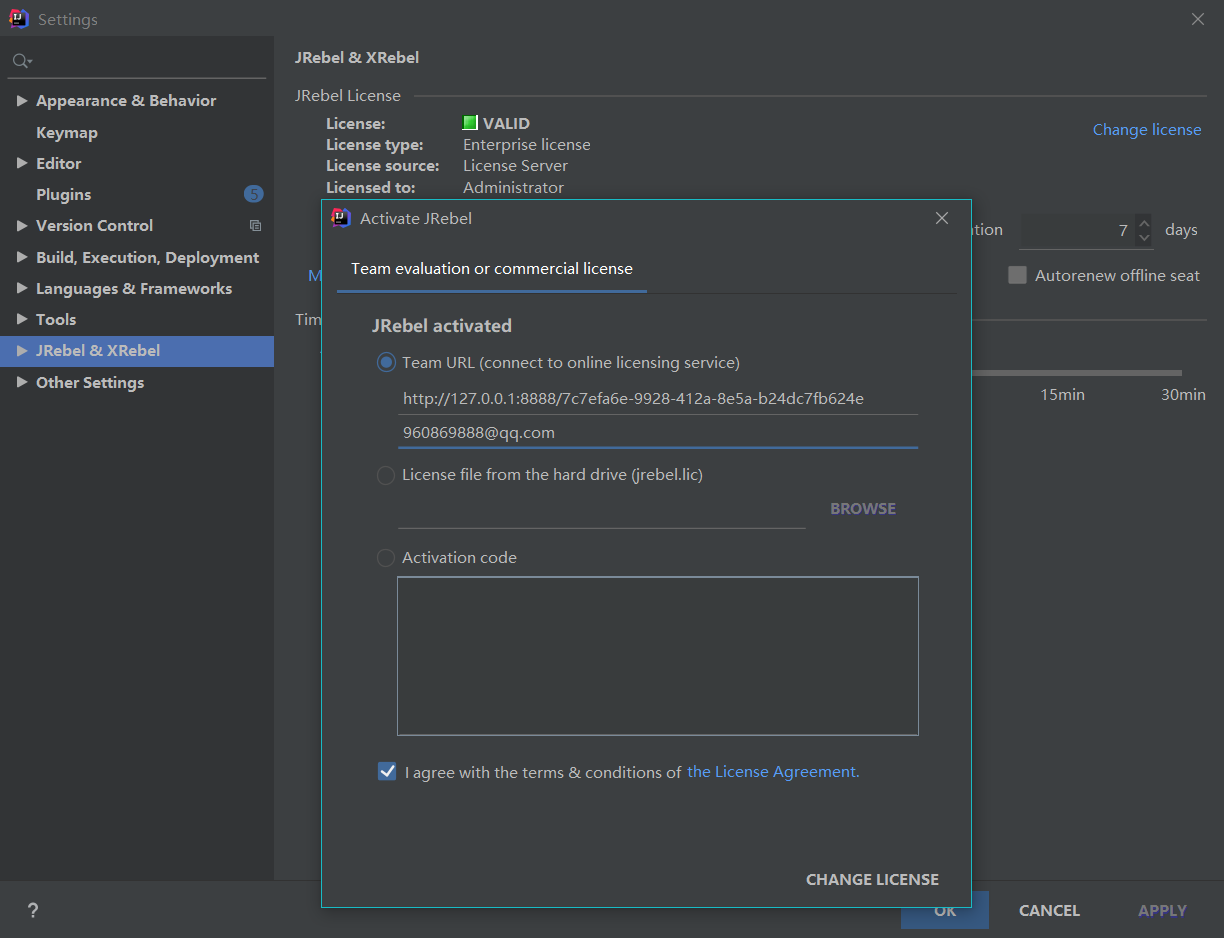 Settings
JRebel & XRebel
Appearance & Behavior
Keymap
Editor
Plugins 5
Version Control
Build, Execution, Deployment
Languages & Frameworks
Tools
JRebel & XRebel
Other Settings
JRebel License
License: VALID
Change license
License type: Enterprise license
License source: License Server
Licensed to: Administrator
ation 7 days
M
Autorenew offline seat
Tim
15min 30min
Activate JRebel
Team evaluation or commercial license
JRebel activated
Team URL (connect to online licensing service)
http://127.0.0.1:8888/7c7efa6e-9928-412a-8e5a-b24dc7fb624e
960869888@qq.com
License file from the hard drive (jrebel.lic)
BROWSE
Activation code
I agree with the terms & conditions of the License Agreement.
CHANGE LICENSE
?
OK CANCEL APPLY